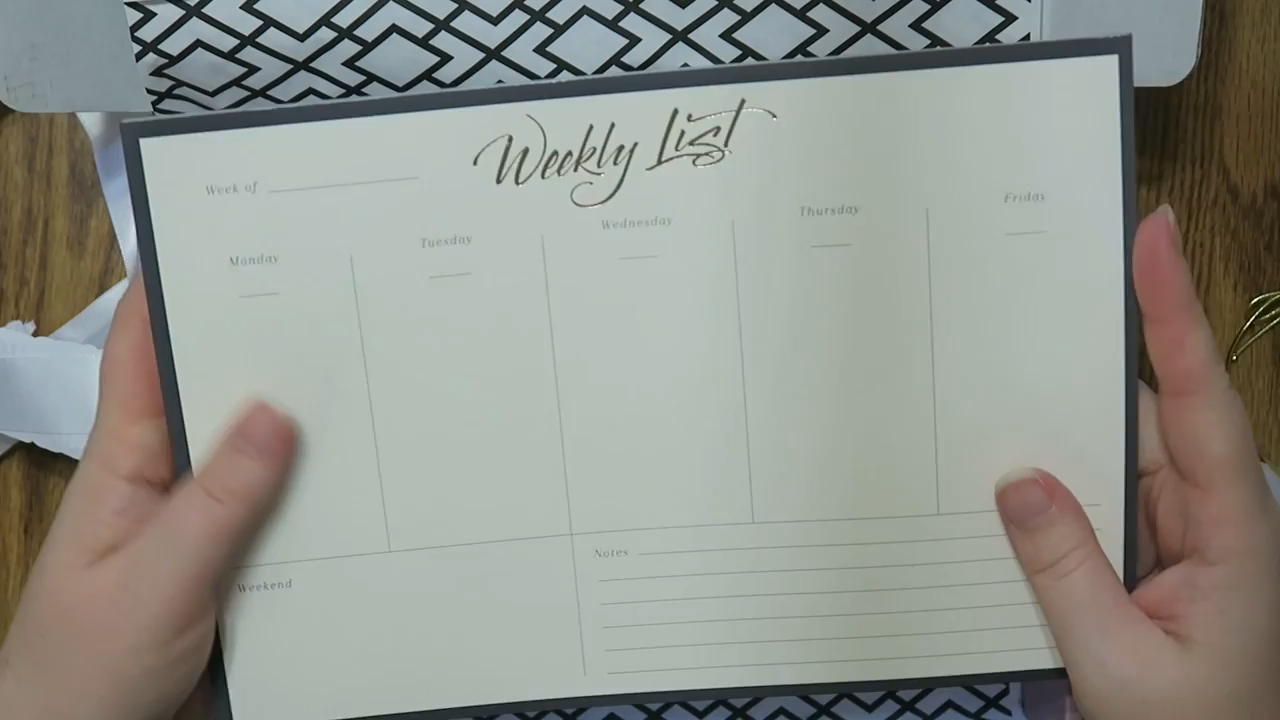 Weekly List
Week of
Monday
Tuesday
Wednesday
Thursday
Friday
Weekend
Notes